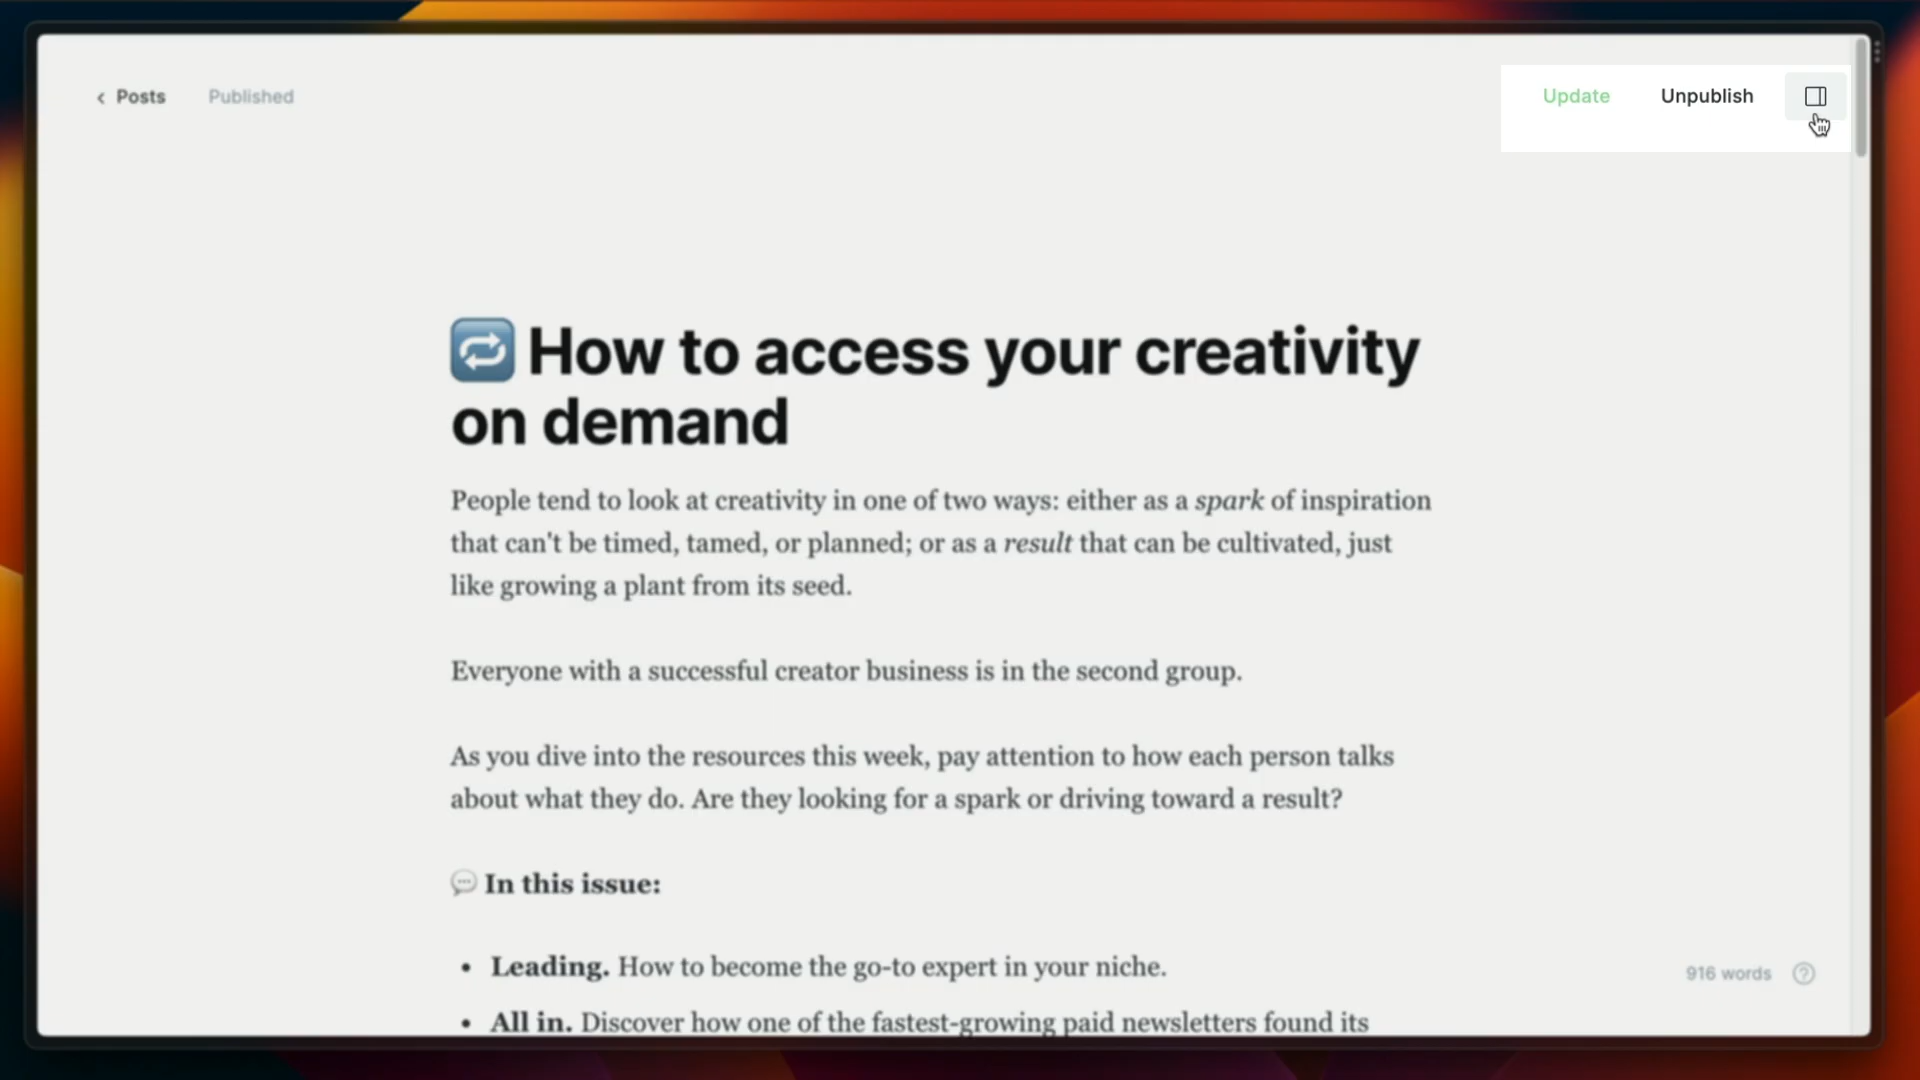 Posts Published Update Unpublish
How to access your creativity
on demand
People tend to look at creativity in one of two ways: either as a spark of inspiration
that can't be timed, tamed, or planned; or as a result that can be cultivated, just
like growing a plant from its seed.
Everyone with a successful creator business is in the second group.
As you dive into the resources this week, pay attention to how each person talks
about what they do. Are they looking for a spark or driving toward a result?
💬 In this issue:
• Leading. How to become the go-to expert in your niche.
• All in. Discover how one of the fastest-growing paid newsletters found its
916 words